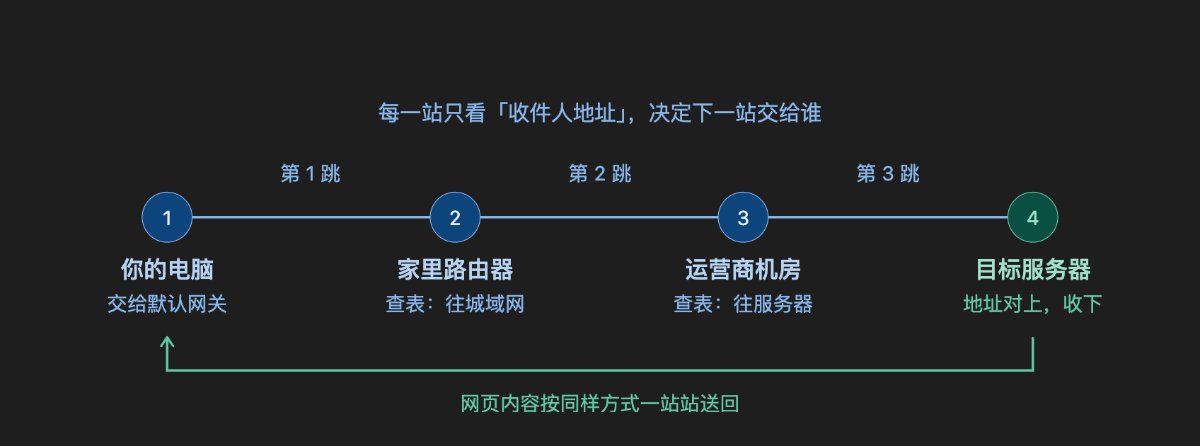 每一站只看「收件人地址」，决定下一站交给谁
第 1 跳
第 2 跳
第 3 跳
1
2
3
4
你的电脑
家里路由器
运营商机房
目标服务器
交给默认网关
查表：往城域网
查表：往服务器
地址对上，收下
网页内容按同样方式一站站送回